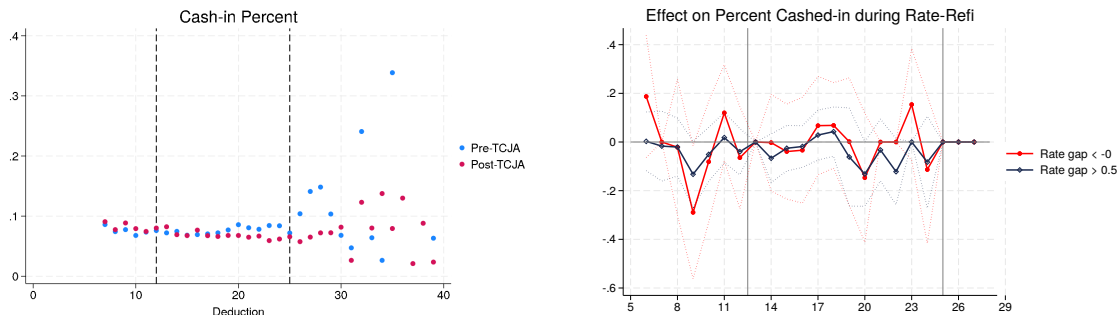 Cash-in Percent
.4
.3
.2
.1
0
0 10 20 30 40
Deduction
Pre-TCJA
Post-TCJA
Effect on Percent Cashed-in during Rate-Refi
.4
.2
0
-.2
-.4
-.6
5 8 11 14 17 20 23 26 29
Rate gap < -0
Rate gap > 0.5